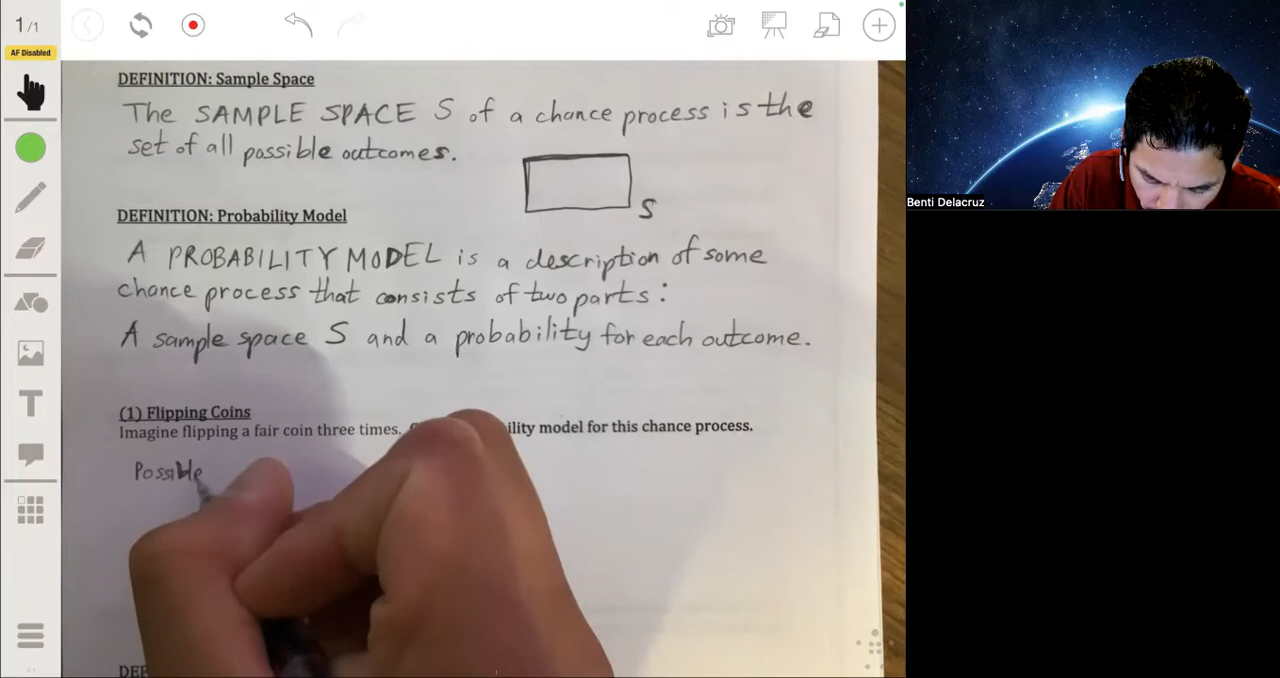 1/1
AF Disabled
DEFINITION: Sample Space
The SAMPLE SPACE S of a chance process is the
set of all possible outcomes.
S
DEFINITION: Probability Model
A PROBABILITY MODEL is a description of some
chance process that consists of two parts:
A sample space S and a probability for each outcome.
(1) Flipping Coins
Imagine flipping a fair coin three times. ility model for this chance process.
Possible
T
Benti Delacruz